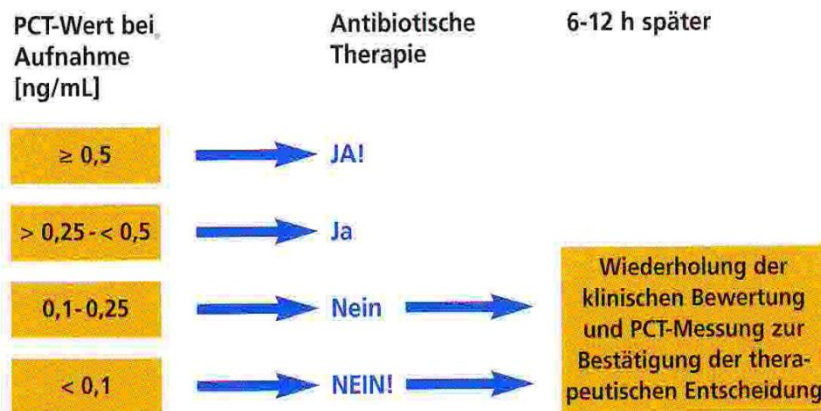 PCT-Wert bei
Aufnahme
[ng/mL]
Antibiotische
Therapie
6-12 h später
≥ 0,5
JA!
> 0,25 - < 0,5
Ja
0,1-0,25
Nein
< 0,1
NEIN!
Wiederholung der
klinischen Bewertung
und PCT-Messung zur
Bestätigung der thera-
peutischen Entscheidung